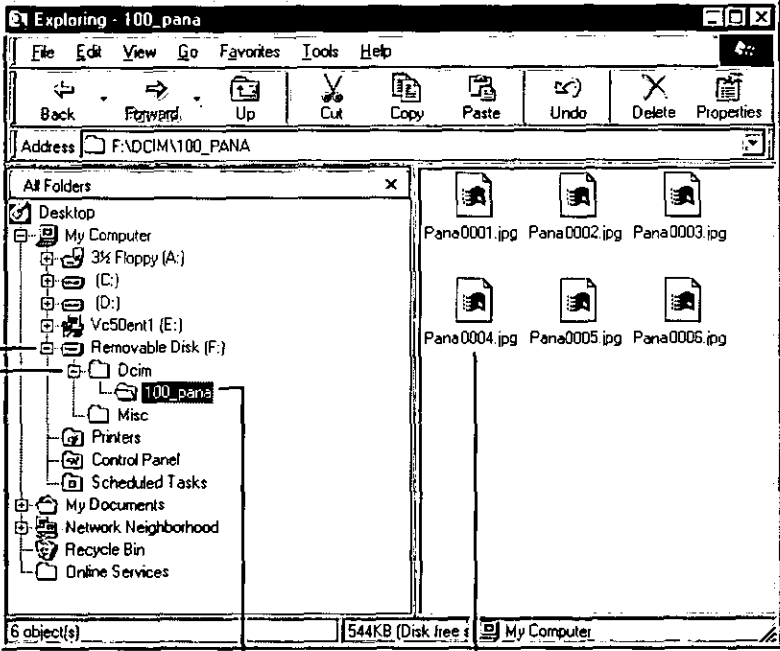 Exploring - 100_pana
File Edit View Go Favorites Tools Help
Back Forward Up Cut Copy Paste Undo Delete Properties
Address F:\DCIM\100_PANA
All Folders
Desktop
My Computer
3½ Floppy (A:)
(C:)
(D:)
Vc50ent1 (E:)
Removable Disk (F:)
Dcim
100_pana
Misc
Printers
Control Panel
Scheduled Tasks
My Documents
Network Neighborhood
Recycle Bin
Online Services
Pana0001.jpg Pana0002.jpg Pana0003.jpg
Pana0004.jpg Pana0005.jpg Pana0006.jpg
6 object(s) 544KB (Disk free s My Computer